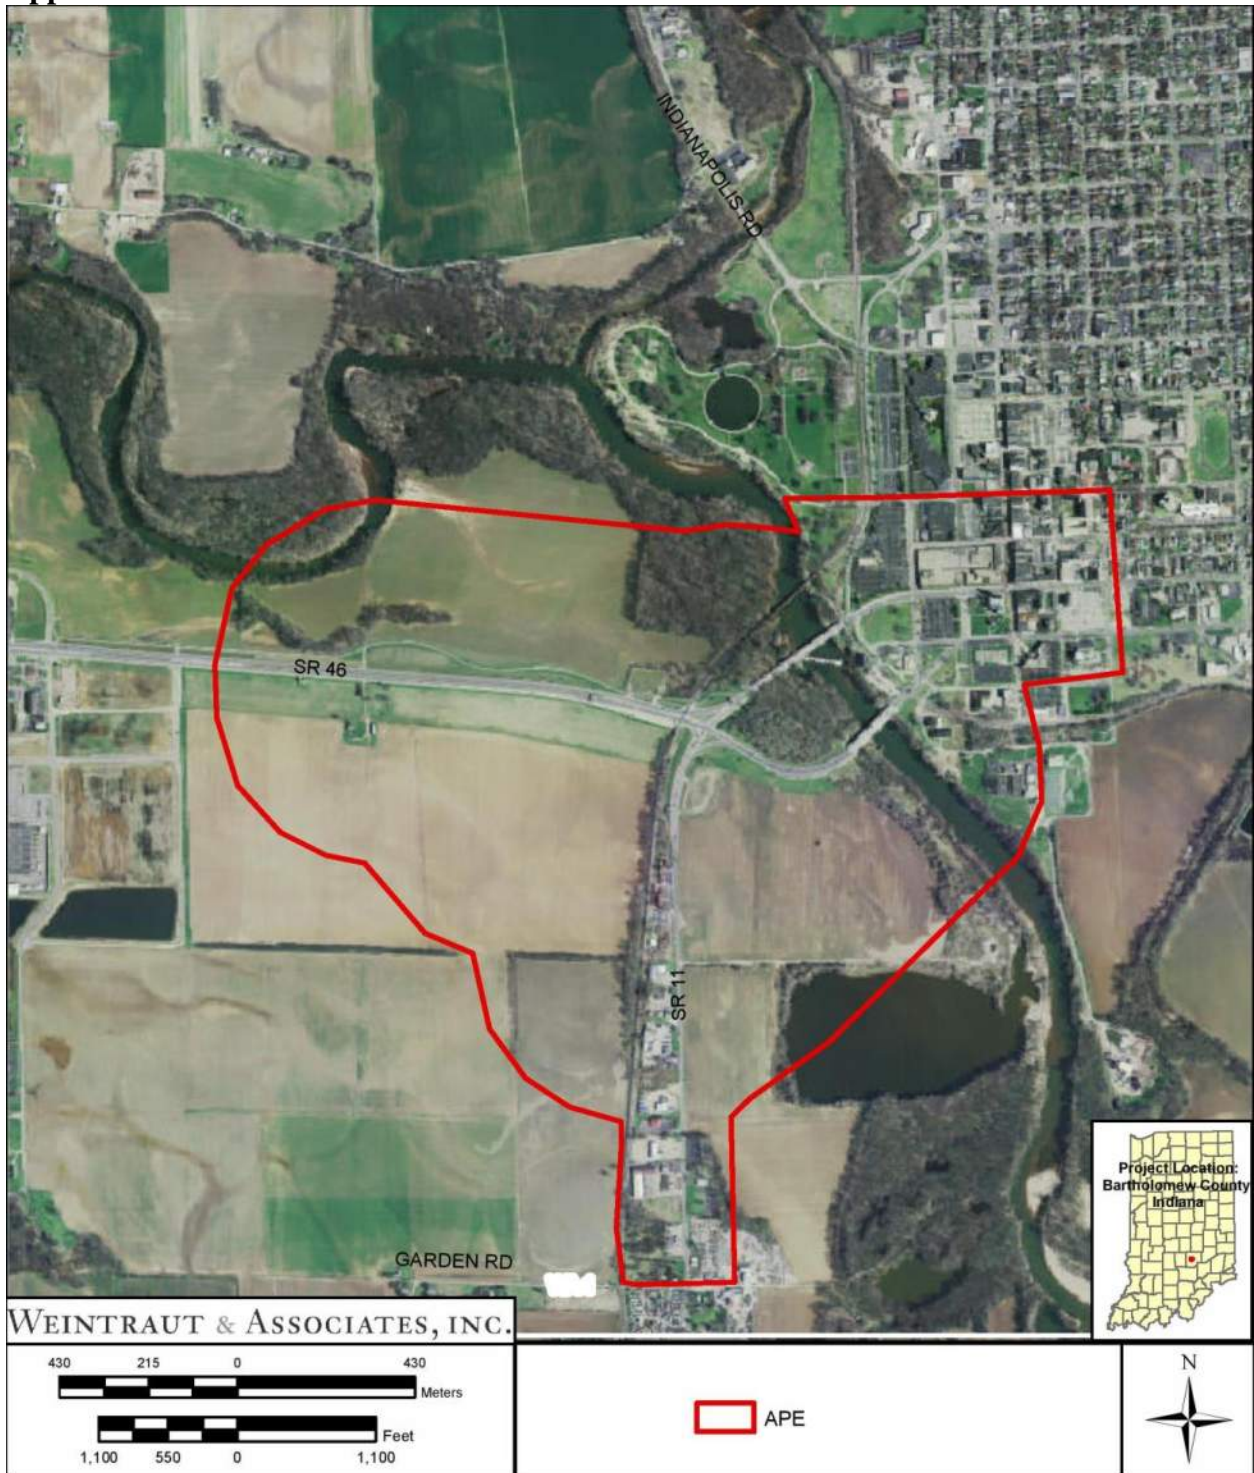 INDIANAPOLIS RD
SR 46
SR 11
GARDEN RD
Project Location:
Bartholomew County
Indiana
WEINTRAUT & ASSOCIATES, INC.
430 215 0 430
Meters
Feet
1,100 550 0 1,100
APE
N